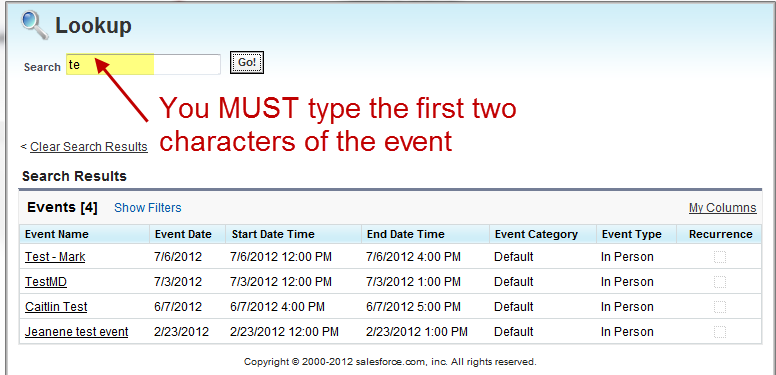 Lookup
Search te Go!
You MUST type the first two
characters of the event
< Clear Search Results
Search Results
Events [4] Show Filters My Columns
Event Name Event Date Start Date Time End Date Time Event Category Event Type Recurrence
Test - Mark 7/6/2012 7/6/2012 12:00 PM 7/6/2012 4:00 PM Default In Person
TestMD 7/3/2012 7/3/2012 12:00 PM 7/3/2012 1:00 PM Default In Person
Caitlin Test 6/7/2012 6/7/2012 4:00 PM 6/7/2012 5:00 PM Default In Person
Jeanene test event 2/23/2012 2/23/2012 12:00 PM 2/23/2012 1:00 PM Default In Person
Copyright © 2000-2012 salesforce.com, inc. All rights reserved.